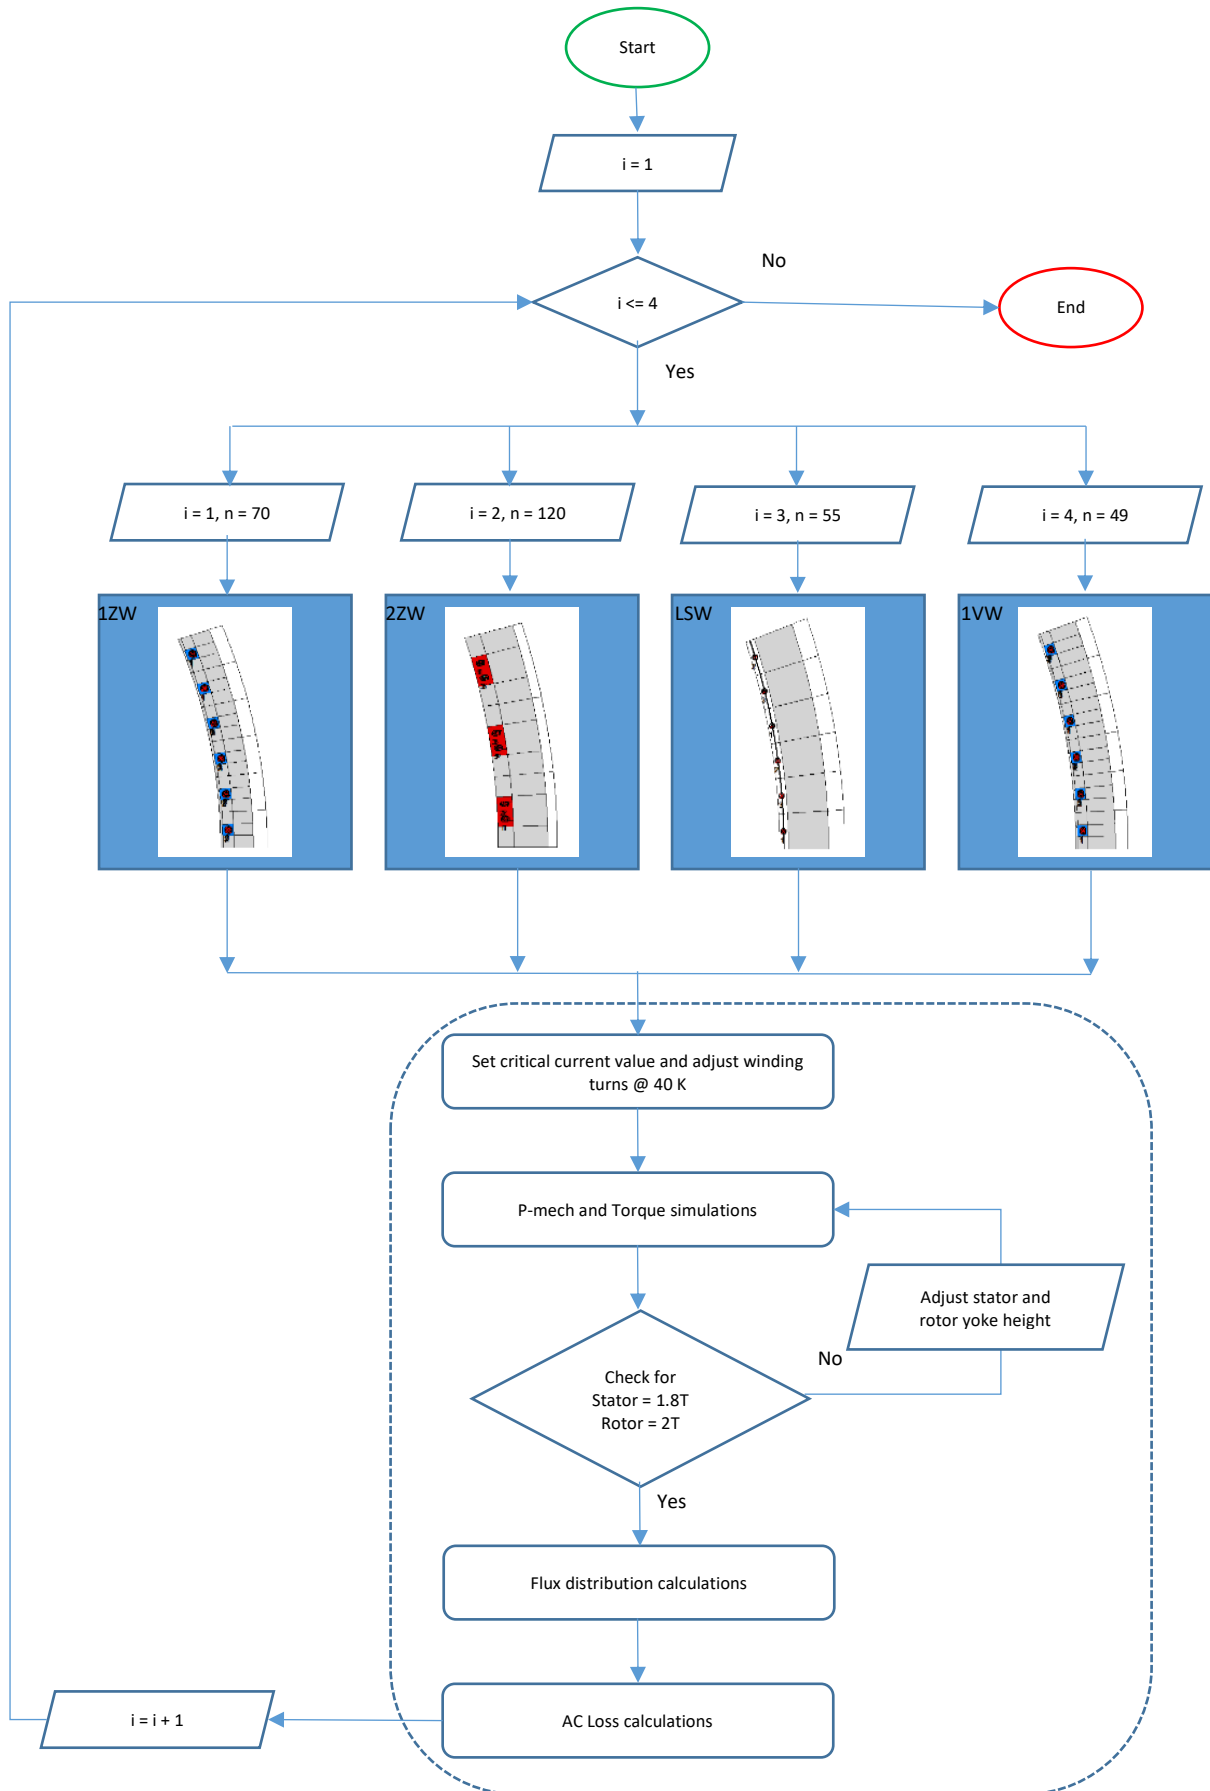 Start
i = 1
No
i <= 4
End
Yes
i = 1, n = 70
i = 2, n = 120
i = 3, n = 55
i = 4, n = 49
1ZW
2ZW
LSW
1VW
Set critical current value and adjust winding
turns @ 40 K
P-mech and Torque simulations
Adjust stator and
rotor yoke height
No
Check for
Stator = 1.8T
Rotor = 2T
Yes
Flux distribution calculations
AC Loss calculations
i = i + 1